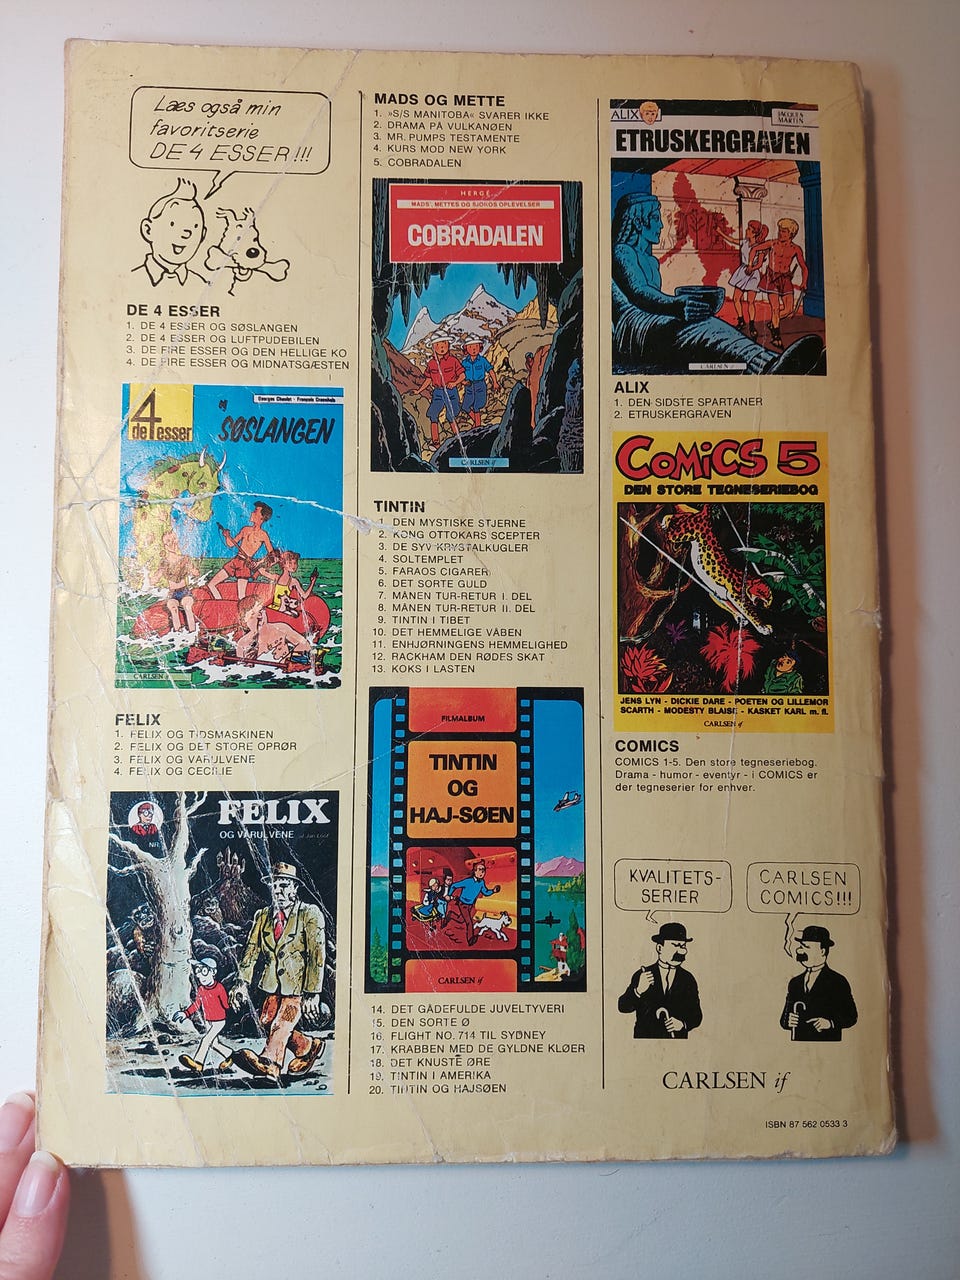 Læs også min
favoritserie
DE 4 ESSER!!!
DE 4 ESSER
1. DE 4 ESSER OG SØSLANGEN
2. DE 4 ESSER OG LUFTPUDEBILEN
3. DE FIRE ESSER OG DEN HELLIGE KO
4. DE FIRE ESSER OG MIDNATSGÆSTEN
Georges Chaulet - François Craenhals
4
de esser
og
SØSLANGEN
CARLSEN if
FELIX
1. FELIX OG TIDSMASKINEN
2. FELIX OG DET STORE OPRØR
3. FELIX OG VARULVENE
4. FELIX OG CECILIE
FELIX
OG VARULVENE
NR.
MADS OG METTE
1. »S/S MANITOBA« SVARER IKKE
2. DRAMA PÅ VULKANØEN
3. MR. PUMPS TESTAMENTE
4. KURS MOD NEW YORK
5. COBRADALEN
HERGÉ
MADS', METTES OG SJOKOS OPLEVELSER
COBRADALEN
CARLSEN if
TINTIN
1. DEN MYSTISKE STJERNE
2. KONG OTTOKARS SCEPTER
3. DE SYV KRYSTALKUGLER
4. SOLTEMPLET
5. FARAOS CIGARER
6. DET SORTE GULD
7. MÅNEN TUR-RETUR I. DEL
8. MÅNEN TUR-RETUR II. DEL
9. TINTIN I TIBET
10. DET HEMMELIGE VÅBEN
11. ENHJØRNINGENS HEMMELIGHED
12. RACKHAM DEN RØDES SKAT
13. KOKS I LASTEN
FILMALBUM
TINTIN
OG
HAJ-SØEN
CARLSEN if
14. DET GÅDEFULDE JUVELTYVERI
15. DEN SORTE Ø
16. FLIGHT NO. 714 TIL SYDNEY
17. KRABBEN MED DE GYLDNE KLØER
18. DET KNUSTE ØRE
19. TINTIN I AMERIKA
20. TINTIN OG HAJSØEN
ALIX
JACQUES
MARTIN
ETRUSKERGRAVEN
CARLSEN if
ALIX
1. DEN SIDSTE SPARTANER
2. ETRUSKERGRAVEN
COMICS 5
DEN STORE TEGNESERIEBOG
JENS LYN - DICKIE DARE - POETEN OG LILLEMOR
SCARTH - MODESTY BLAISE - KASKET KARL m. fl.
CARLSEN if
COMICS
COMICS 1-5. Den store tegneseriebog.
Drama - humor - eventyr - i COMICS er
der tegneserier for enhver.
KVALITETS-
SERIER
CARLSEN
COMICS!!!
CARLSEN if
ISBN 87 562 0533 3